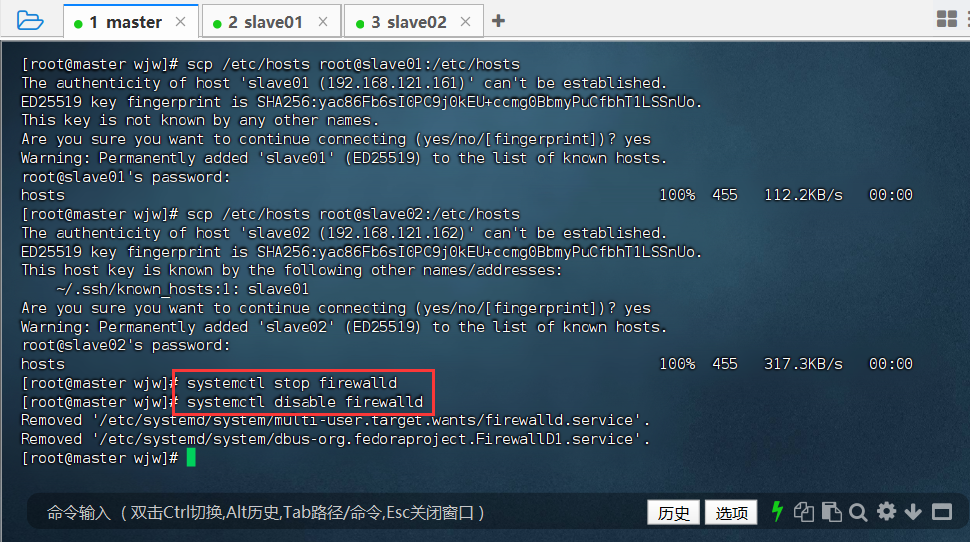 1 master × 2 slave01 × 3 slave02 × +
[root@master wjw]# scp /etc/hosts root@slave01:/etc/hosts
The authenticity of host 'slave01 (192.168.121.161)' can't be established.
ED25519 key fingerprint is SHA256:yac86Fb6sI0PC9j0kEU+ccmg0BbmyPuCfbhT1LSSnUo.
This key is not known by any other names.
Are you sure you want to continue connecting (yes/no/[fingerprint])? yes
Warning: Permanently added 'slave01' (ED25519) to the list of known hosts.
root@slave01's password:
hosts 100% 455 112.2KB/s 00:00
[root@master wjw]# scp /etc/hosts root@slave02:/etc/hosts
The authenticity of host 'slave02 (192.168.121.162)' can't be established.
ED25519 key fingerprint is SHA256:yac86Fb6sI0PC9j0kEU+ccmg0BbmyPuCfbhT1LSSnUo.
This host key is known by the following other names/addresses:
    ~/.ssh/known_hosts:1: slave01
Are you sure you want to continue connecting (yes/no/[fingerprint])? yes
Warning: Permanently added 'slave02' (ED25519) to the list of known hosts.
root@slave02's password:
hosts 100% 455 317.3KB/s 00:00
[root@master wjw]# systemctl stop firewalld
[root@master wjw]# systemctl disable firewalld
Removed '/etc/systemd/system/multi-user.target.wants/firewalld.service'.
Removed '/etc/systemd/system/dbus-org.fedoraproject.FirewallD1.service'.
[root@master wjw]#
命令输入（双击Ctrl切换,Alt历史,Tab路径/命令,Esc关闭窗口） 历史 选项